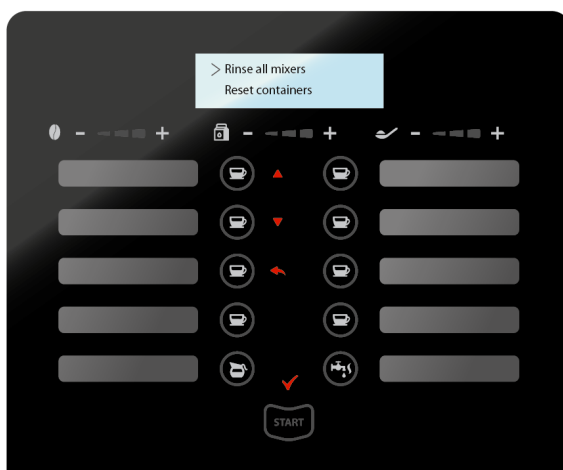 > Rinse all mixers
Reset containers
- +
- +
- +
START